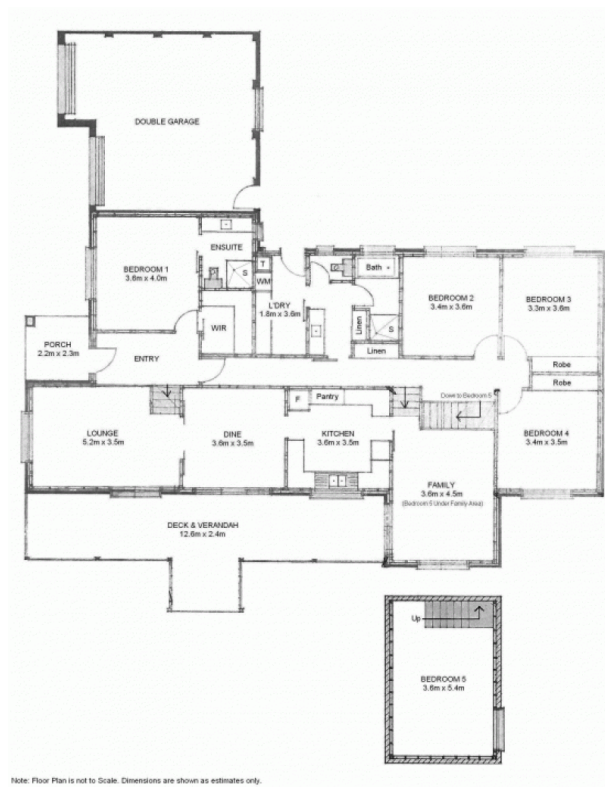 DOUBLE GARAGE
ENSUITE
BEDROOM 1
3.6m x 4.0m
S
T
WM
Bath
L'DRY
1.8m x 3.6m
WIR
Linen
S
Linen
BEDROOM 2
3.4m x 3.6m
BEDROOM 3
3.3m x 3.6m
PORCH
2.2m x 2.3m
ENTRY
Robe
Robe
Down to Bedroom 5
F
Pantry
LOUNGE
5.2m x 3.5m
DINE
3.6m x 3.5m
KITCHEN
3.6m x 3.5m
BEDROOM 4
3.4m x 3.5m
FAMILY
3.6m x 4.5m
(Bedroom 5 Under Family Area)
DECK & VERANDAH
12.6m x 2.4m
Up
BEDROOM 5
3.6m x 5.4m
Note: Floor Plan is not to Scale. Dimensions are shown as estimates only.